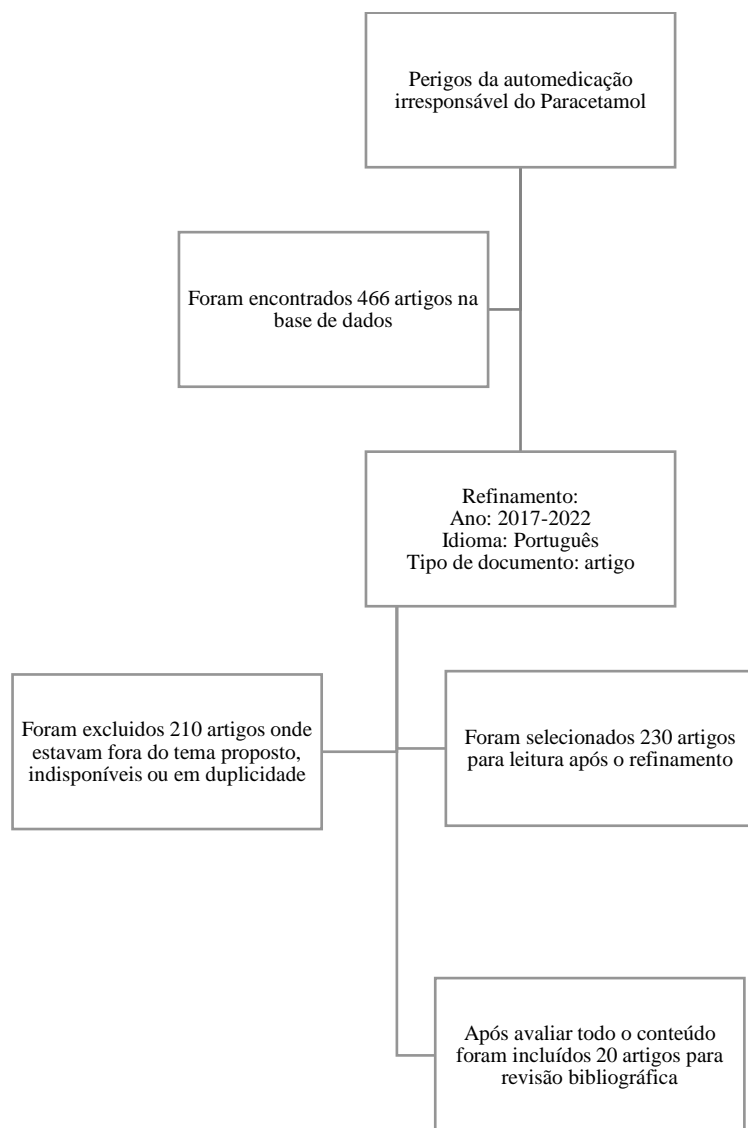 Perigos da automedicação
irresponsável do Paracetamol
Foram encontrados 466 artigos na
base de dados
Refinamento:
Ano: 2017-2022
Idioma: Português
Tipo de documento: artigo
Foram excluidos 210 artigos onde
estavam fora do tema proposto,
indisponíveis ou em duplicidade
Foram selecionados 230 artigos
para leitura após o refinamento
Após avaliar todo o conteúdo
foram incluídos 20 artigos para
revisão bibliográfica